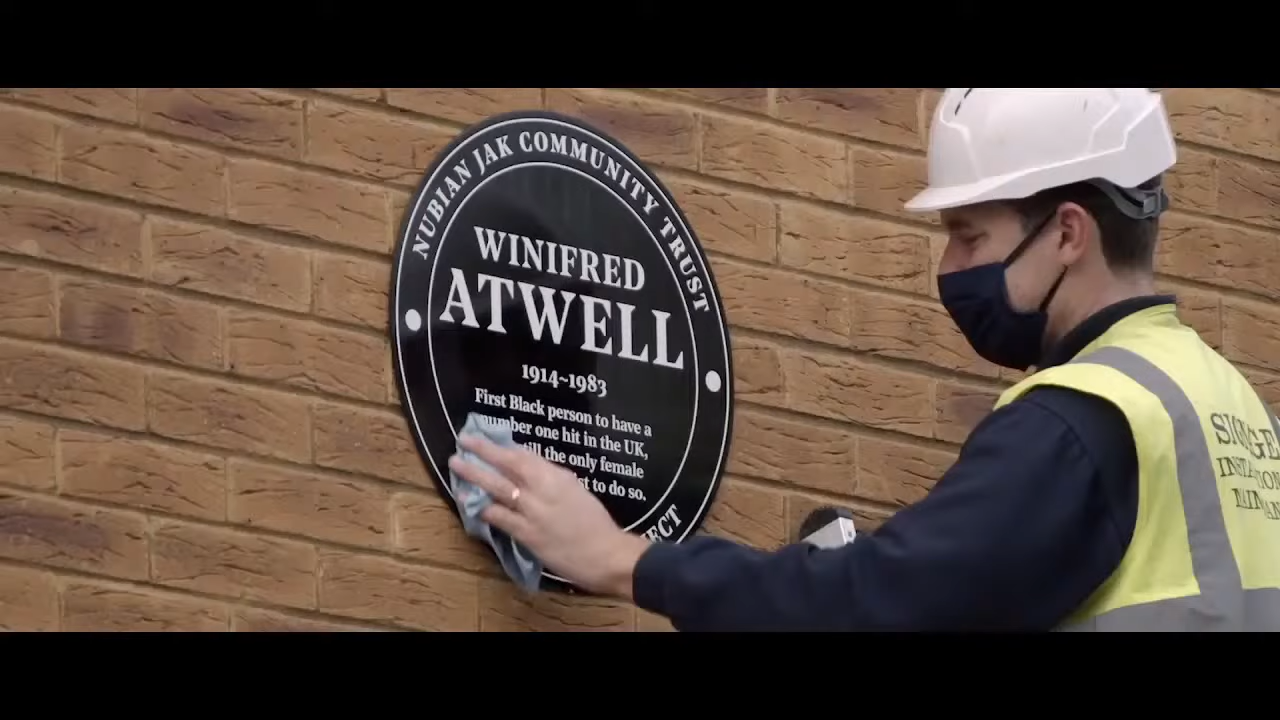 NUBIAN JAK COMMUNITY TRUST
WINIFRED
ATWELL
1914~1983
First Black person to have a
number one hit in the UK,
still the only female
to do so.